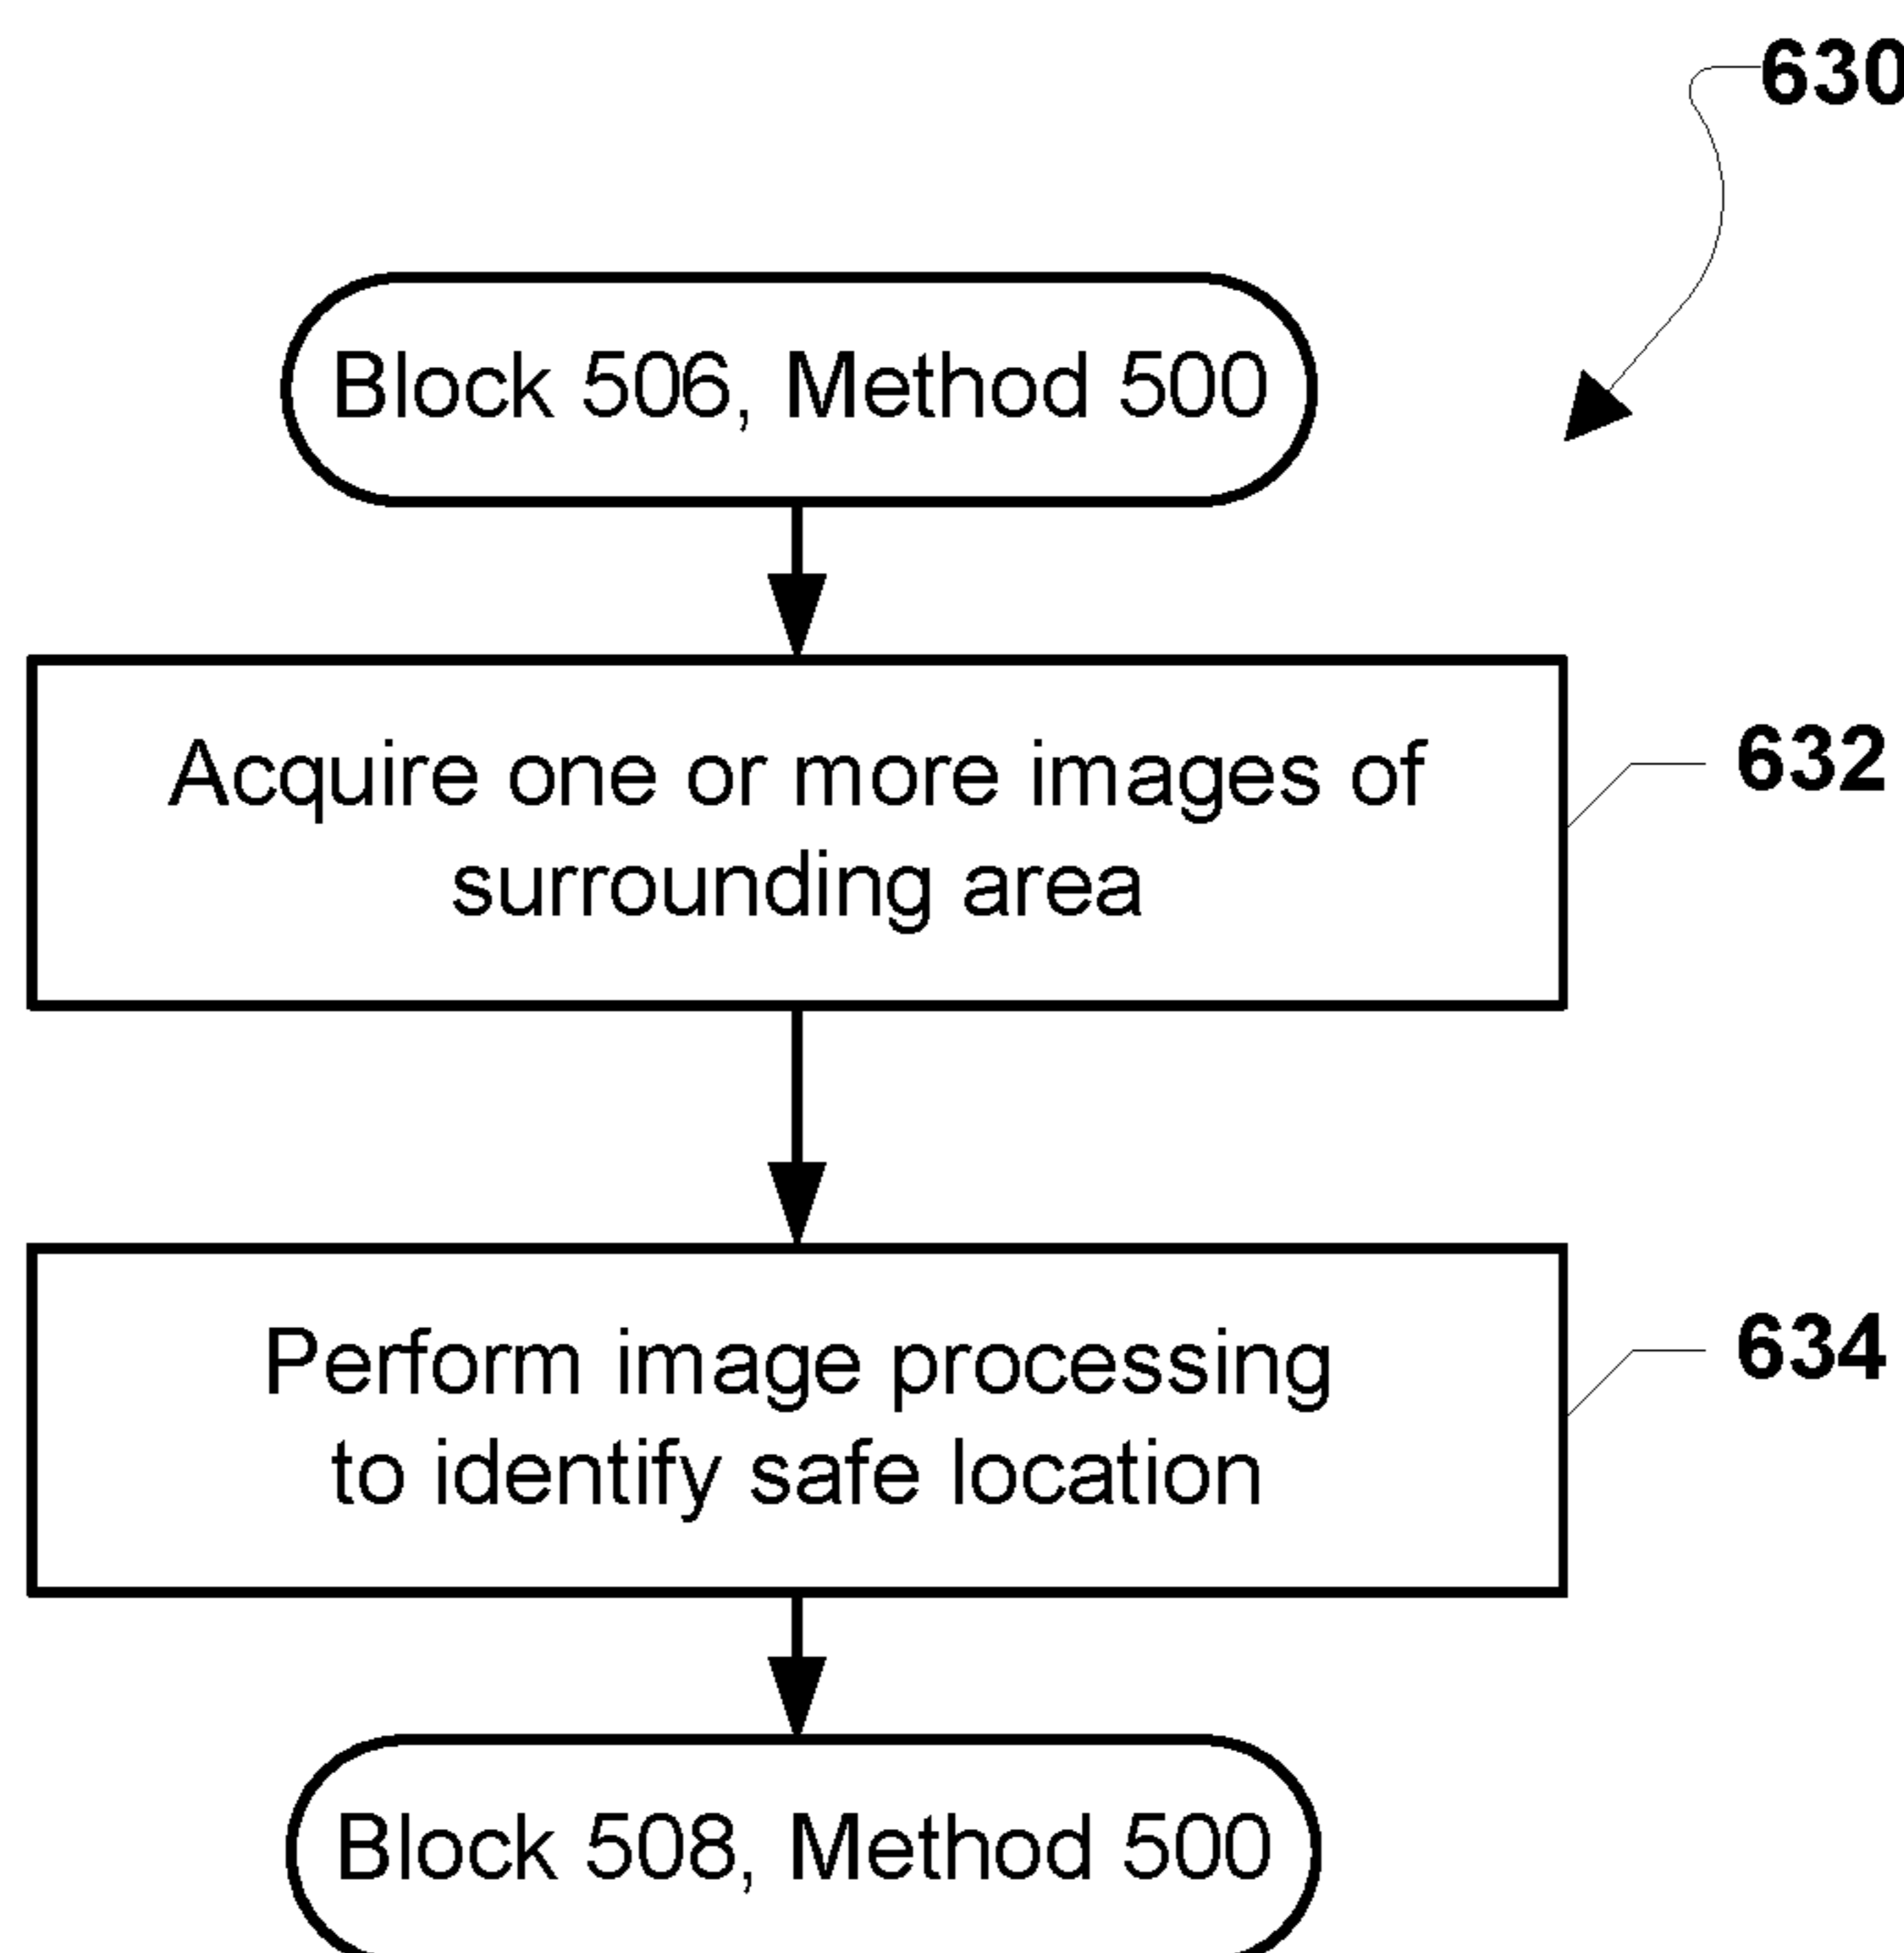 630
Block 506, Method 500
Acquire one or more images of
surrounding area
632
Perform image processing
to identify safe location
634
Block 508, Method 500